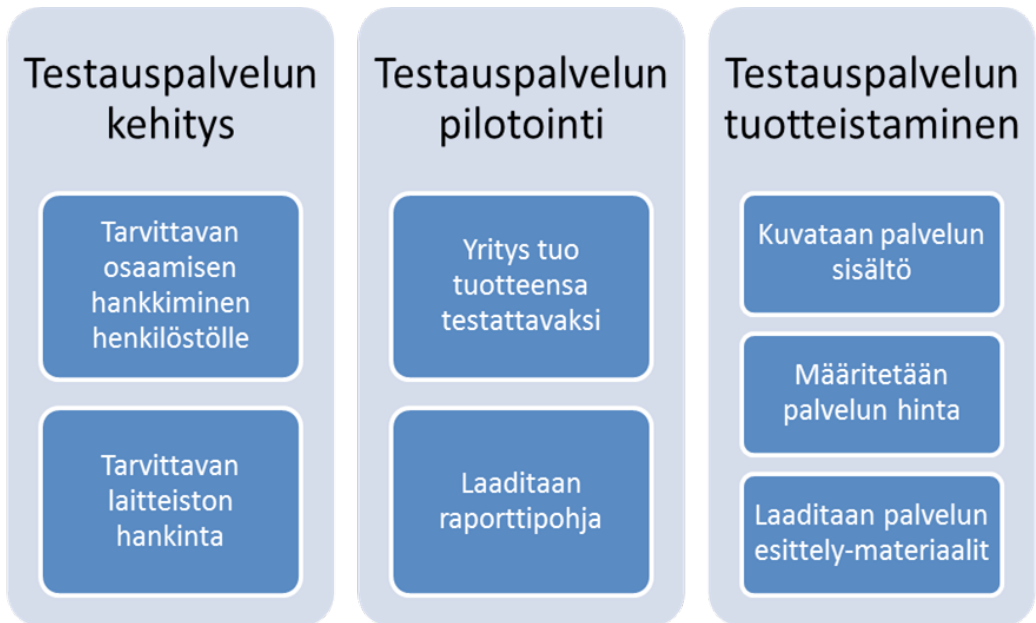 Testauspalvelun
kehitys
Tarvittavan
osaamisen
hankkiminen
henkilöstölle
Tarvittavan
laitteiston
hankinta
Testauspalvelun
pilotointi
Yritys tuo
tuotteensa
testattavaksi
Laaditaan
raporttipohja
Testauspalvelun
tuotteistaminen
Kuvataan palvelun
sisältö
Määritetään
palvelun hinta
Laaditaan palvelun
esittely-materiaalit